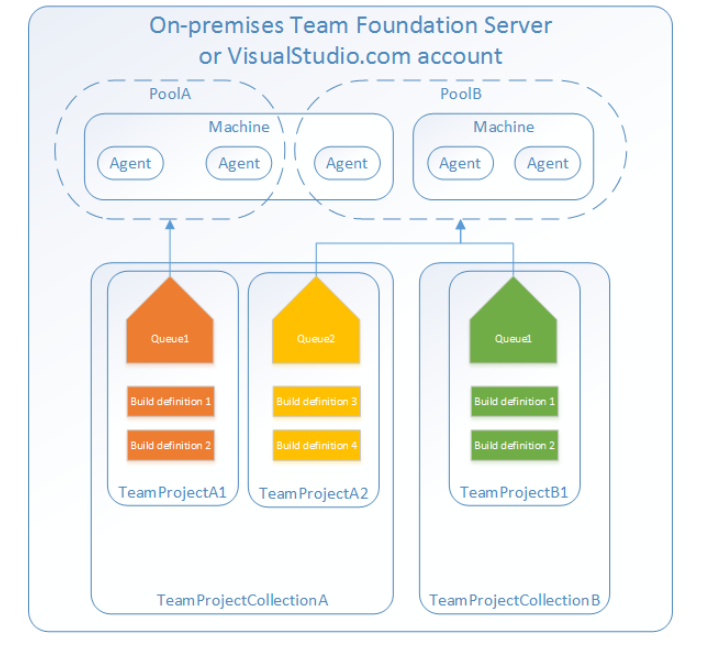 On-premises Team Foundation Server
or VisualStudio.com account
PoolA
PoolB
Machine
Machine
Agent
Agent
Agent
Agent
Agent
Queue1
Queue2
Queue1
Build definition 1
Build definition 3
Build definition 1
Build definition 2
Build definition 4
Build definition 2
TeamProjectA1
TeamProjectA2
TeamProjectB1
TeamProjectCollectionA
TeamProjectCollectionB